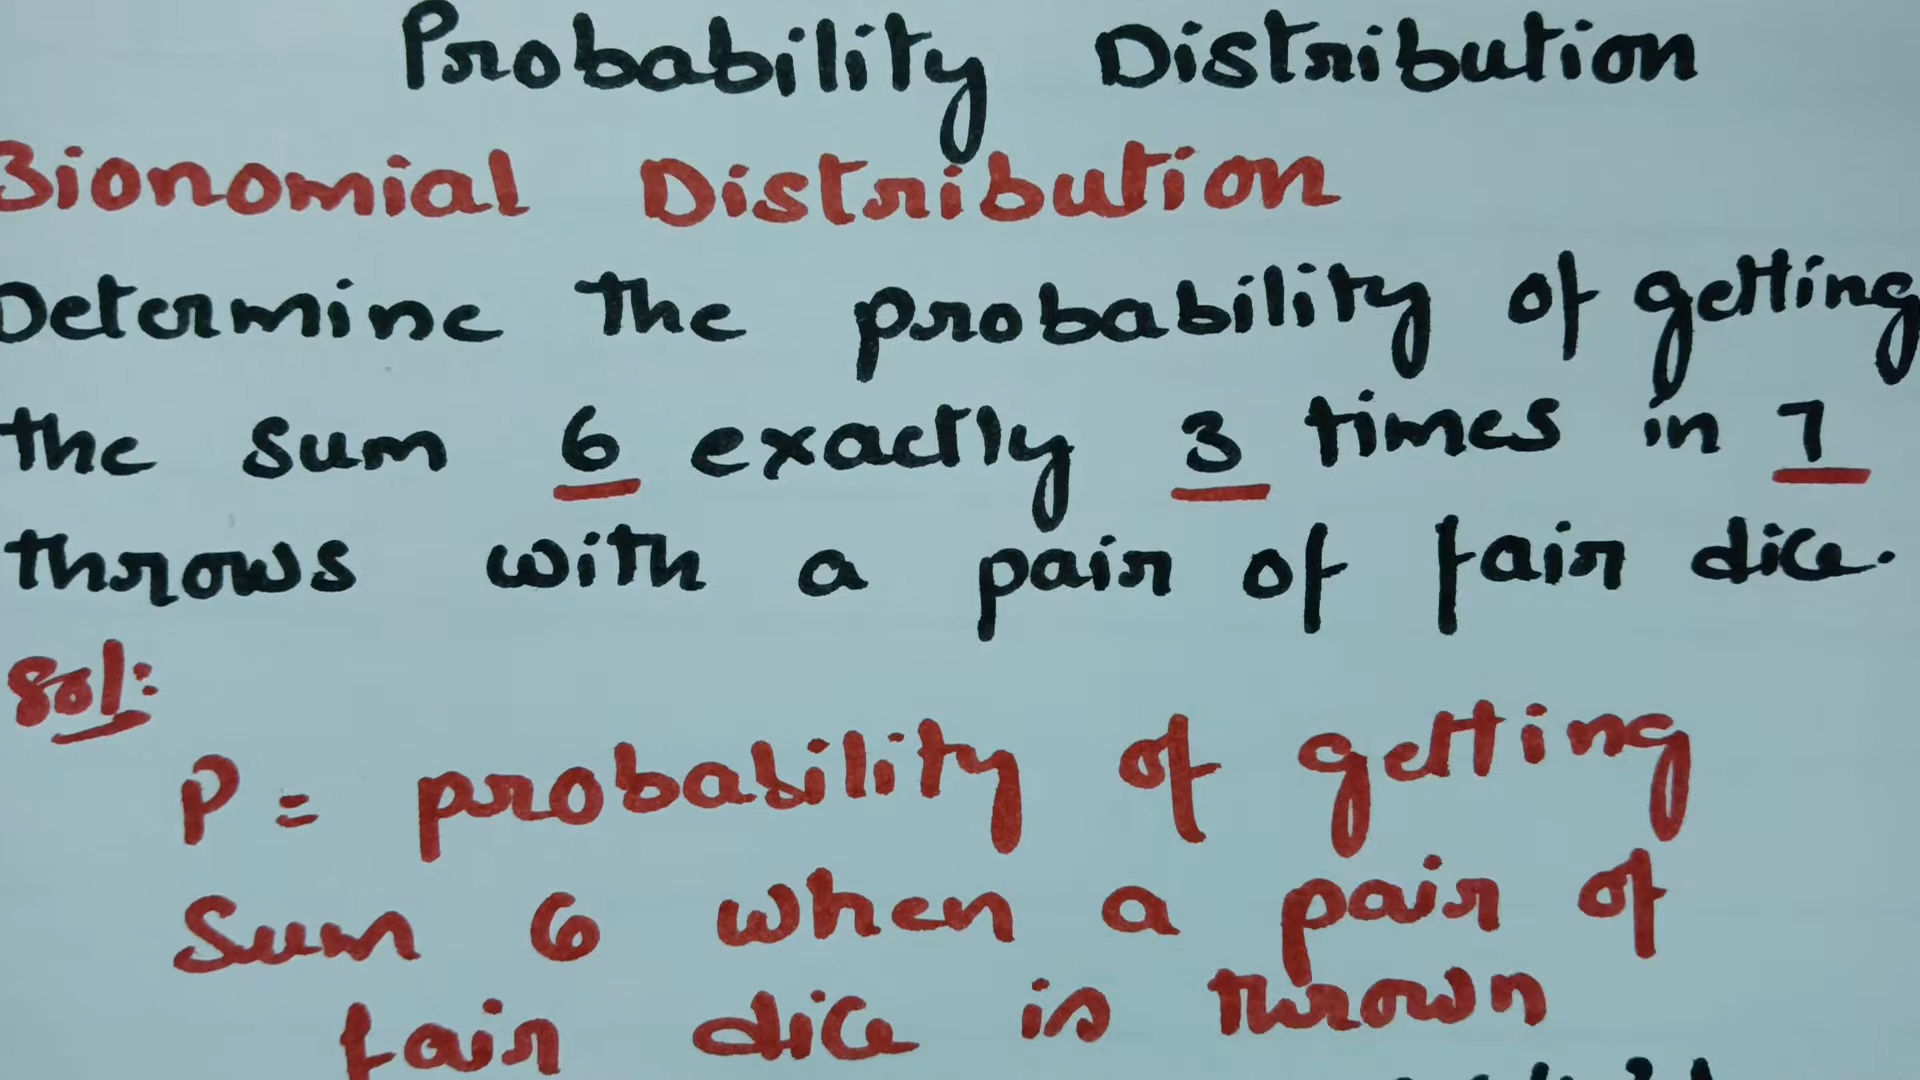 Probability Distribution
Bionomial Distribution
Determine the probability of getting
the sum 6 exactly 3 times in 7
throws with a pair of fair dice.
Sol:
P = probability of getting
Sum 6 when a pair of
fair dice is thrown